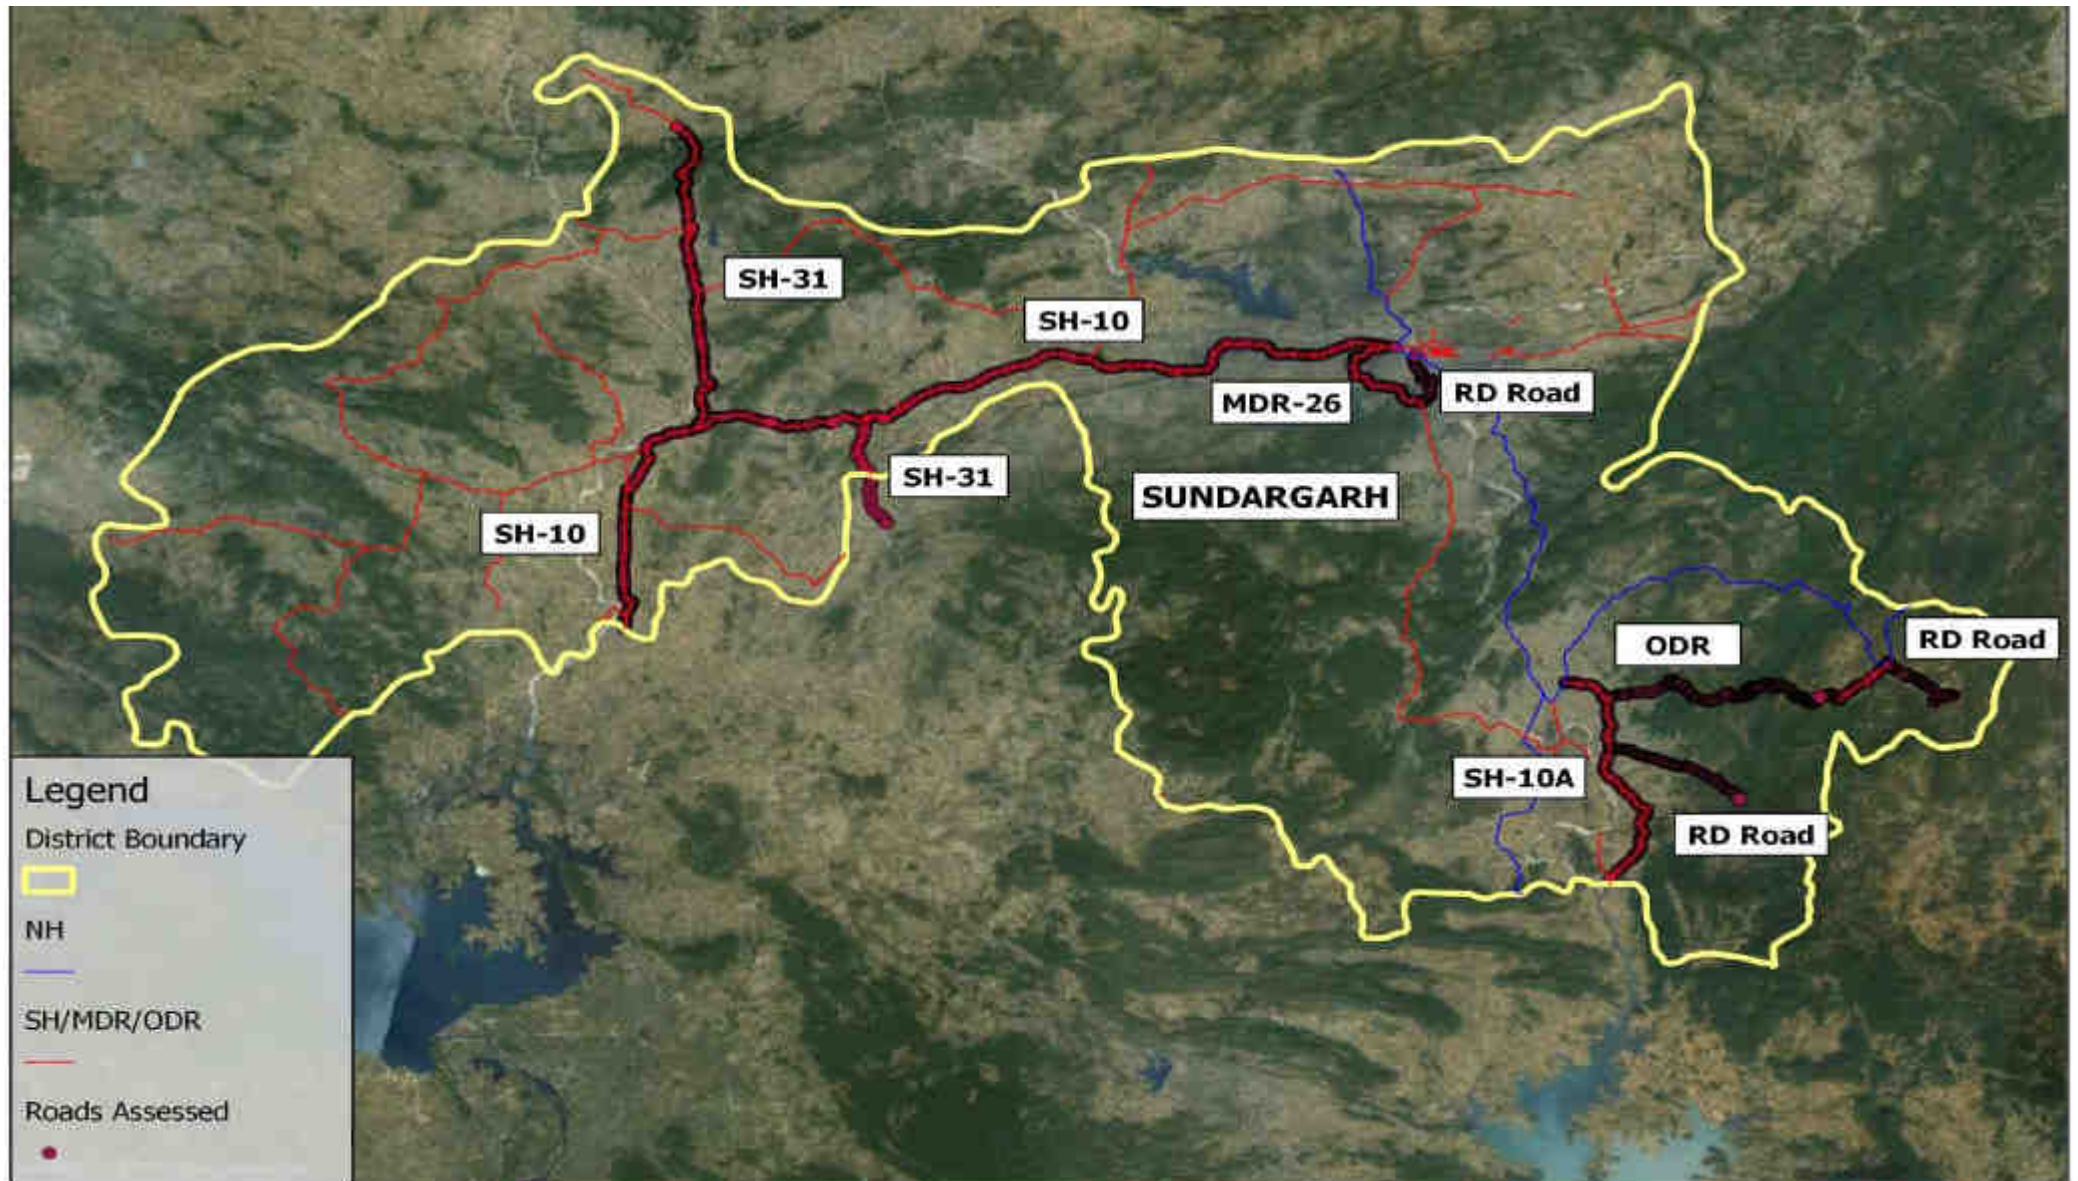 SH-31
SH-10
MDR-26
RD Road
SH-31
SUNDARGARH
SH-10
ODR
RD Road
SH-10A
RD Road
Legend
District Boundary
NH
SH/MDR/ODR
Roads Assessed